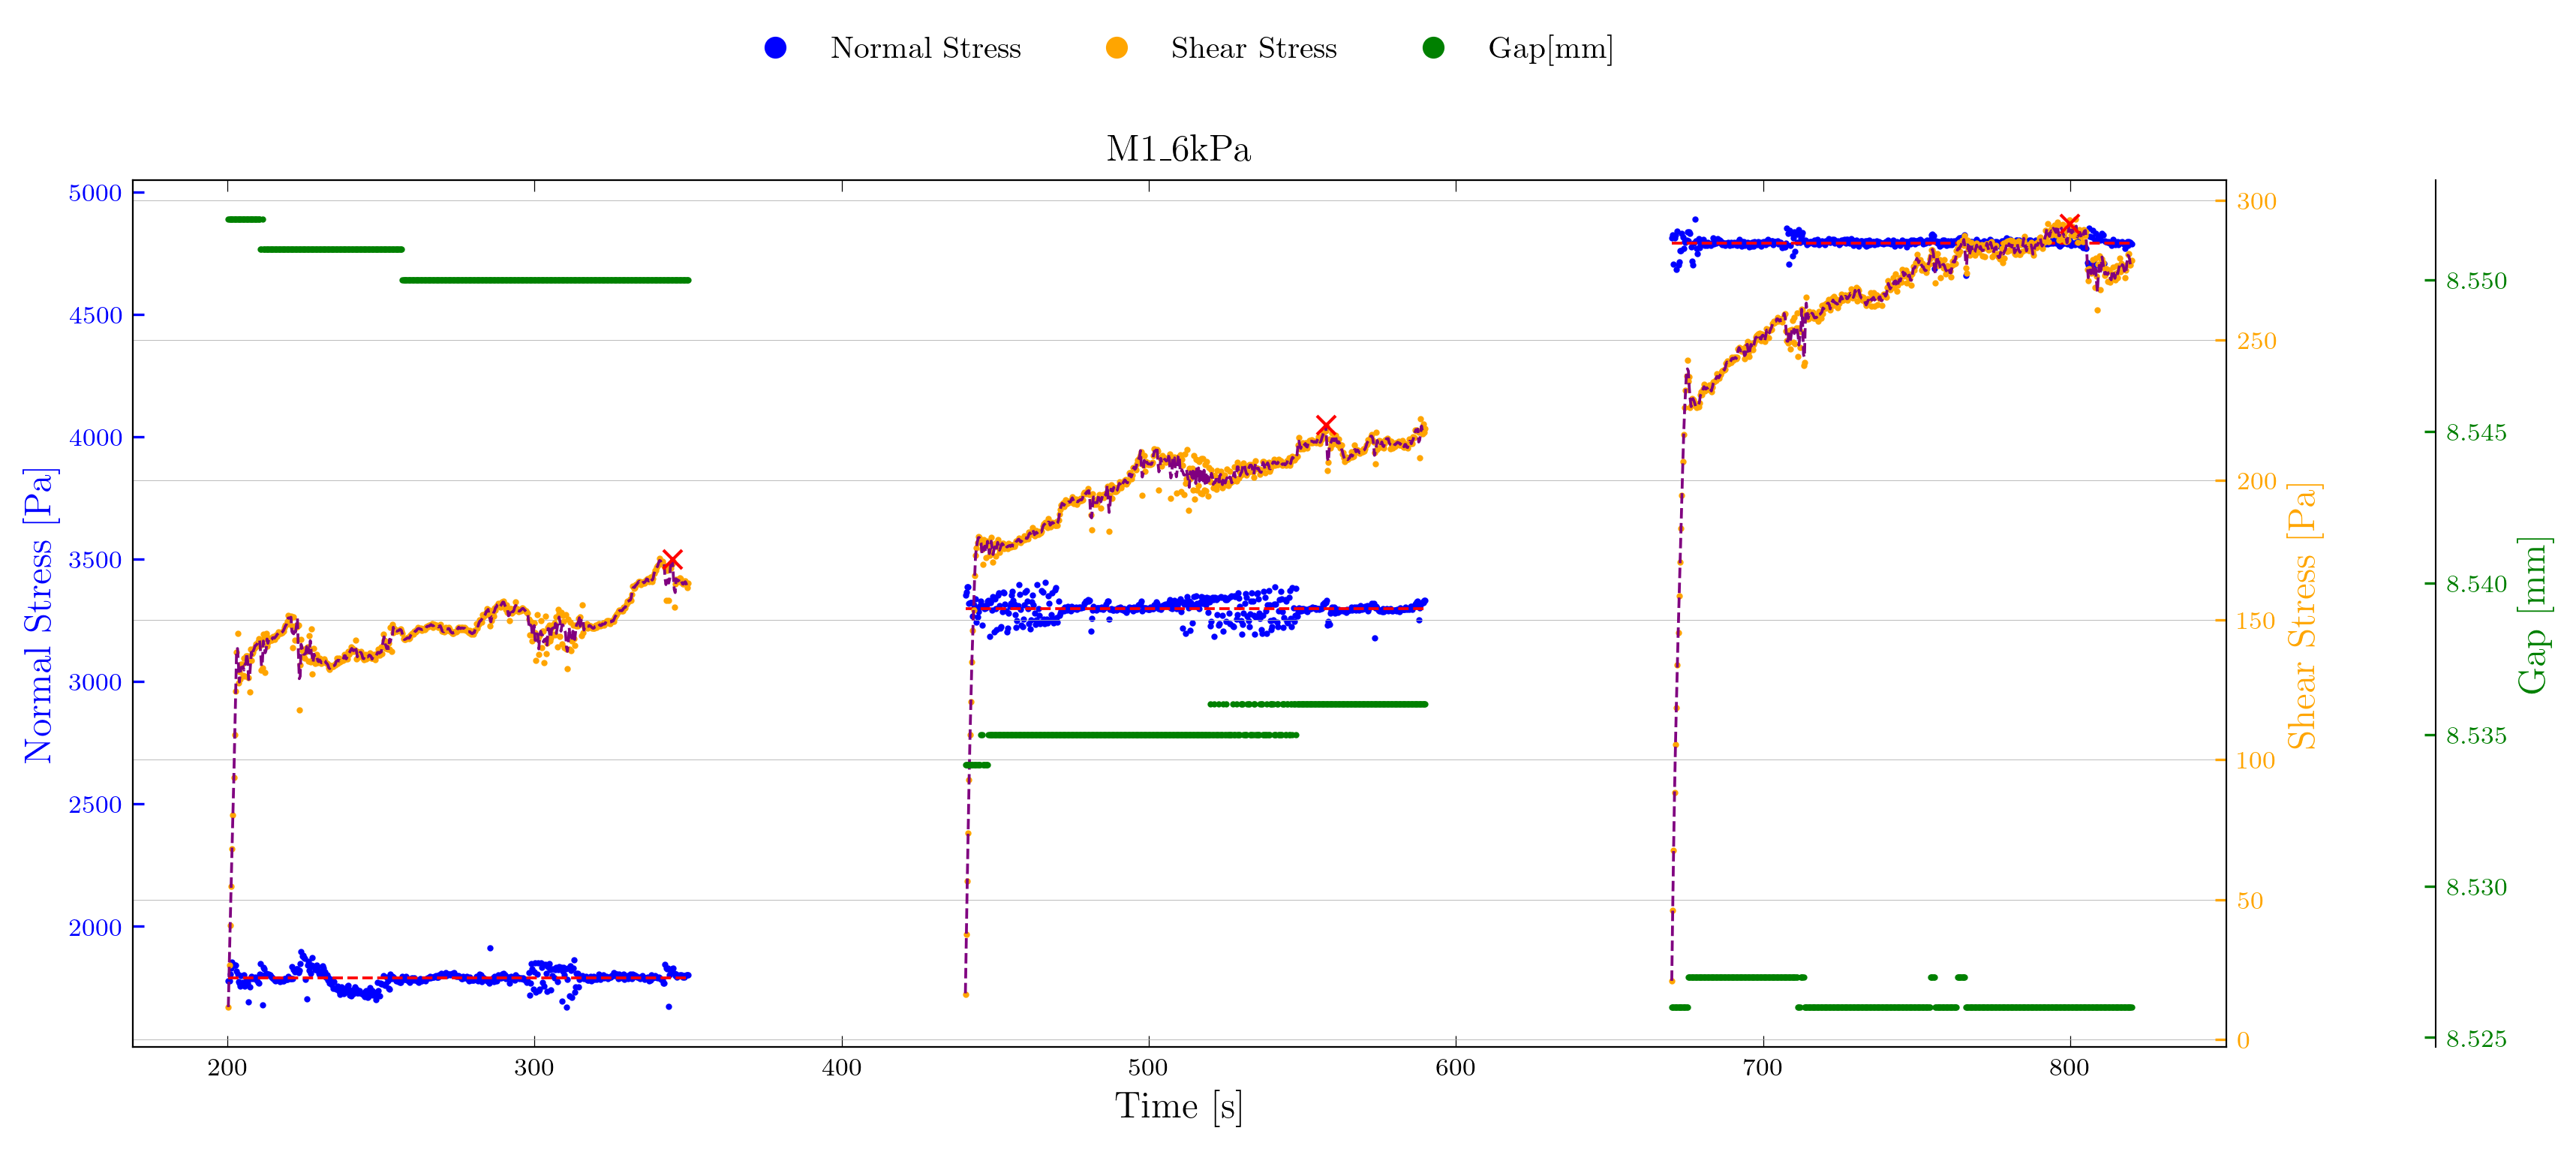 Normal Stress Shear Stress Gap[mm]
M1_6kPa
Normal Stress [Pa]
5000
4500
4000
3500
3000
2500
2000
200 300 400 500 600 700 800
Time [s]
300
250
200
150
100
50
0
Shear Stress [Pa]
8.550
8.545
8.540
8.535
8.530
8.525
Gap [mm]